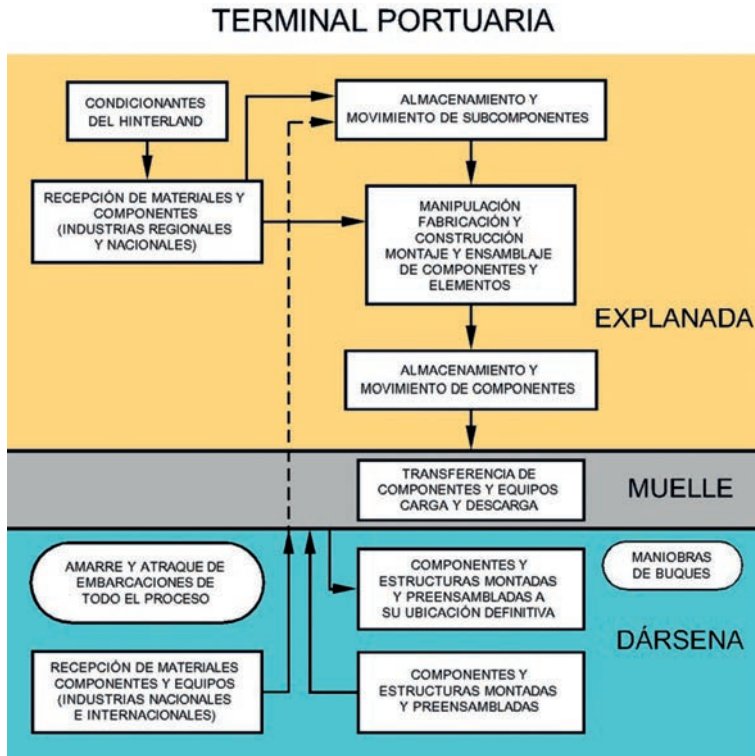 TERMINAL PORTUARIA
CONDICIONANTES
DEL HINTERLAND
ALMACENAMIENTO Y
MOVIMIENTO DE SUBCOMPONENTES
RECEPCIÓN DE MATERIALES Y
COMPONENTES
(INDUSTRIAS REGIONALES
Y NACIONALES)
MANIPULACIÓN
FABRICACIÓN Y
CONSTRUCCIÓN
MONTAJE Y ENSAMBLAJE
DE COMPONENTES Y
ELEMENTOS
EXPLANADA
ALMACENAMIENTO Y
MOVIMIENTO DE COMPONENTES
TRANSFERENCIA DE
COMPONENTES Y EQUIPOS
CARGA Y DESCARGA
MUELLE
AMARRE Y ATRAQUE DE
EMBARCACIONES DE
TODO EL PROCESO
COMPONENTES Y
ESTRUCTURAS MONTADAS
Y PREENSAMBLADAS A
SU UBICACIÓN DEFINITIVA
MANIOBRAS
DE BUQUES
DÁRSENA
RECEPCIÓN DE MATERIALES
COMPONENTES Y EQUIPOS
(INDUSTRIAS NACIONALES
E INTERNACIONALES)
COMPONENTES Y
ESTRUCTURAS MONTADAS
Y PREENSAMBLADAS